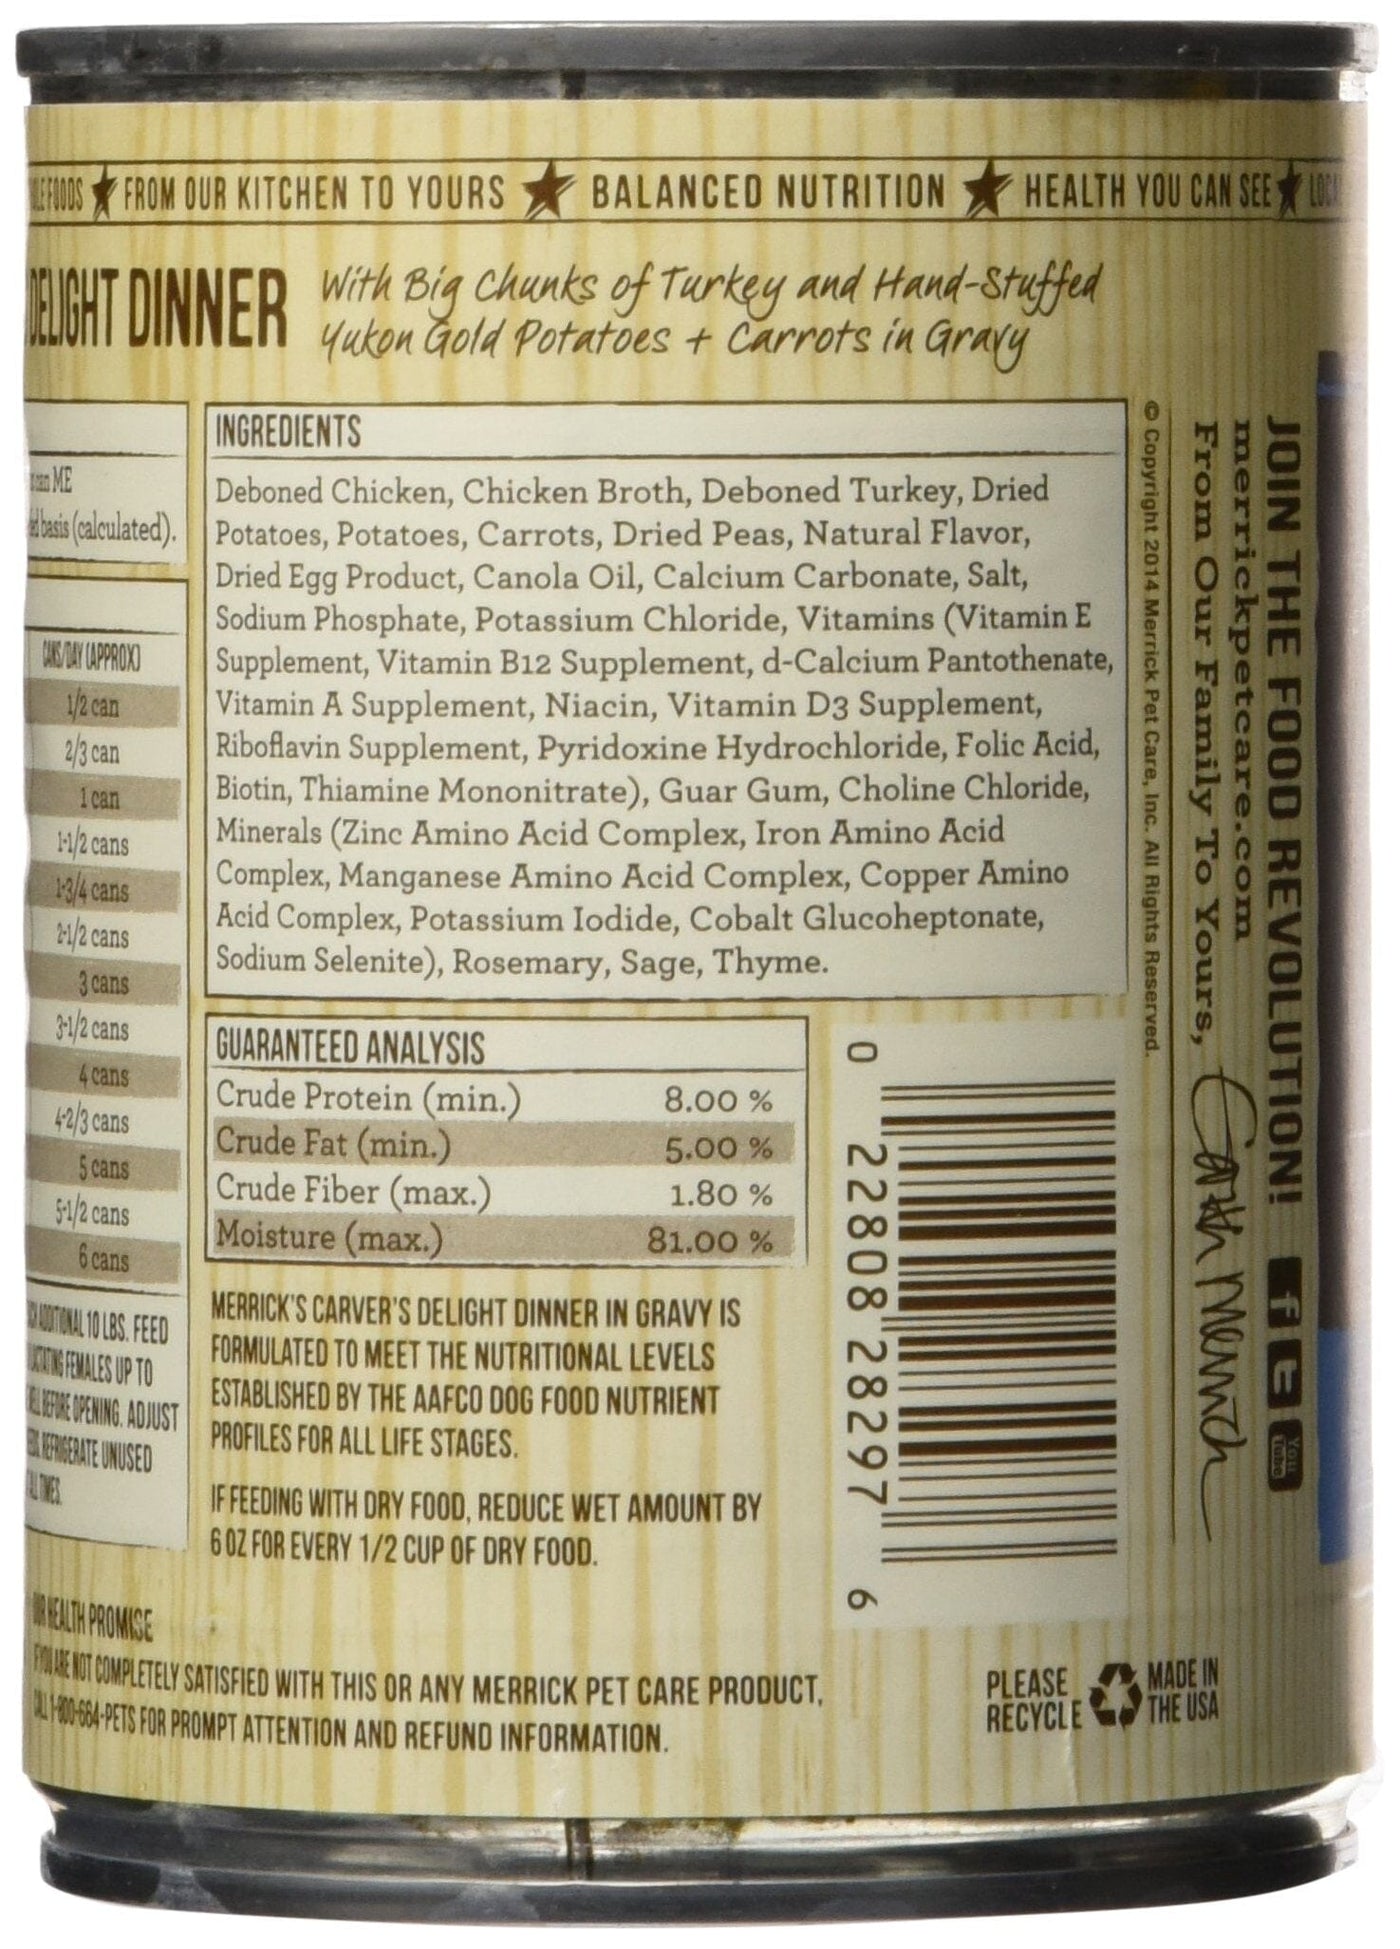 FOODS ★ FROM OUR KITCHEN TO YOURS ★ BALANCED NUTRITION ★ HEALTH YOU CAN SEE ★
DELIGHT DINNER
With Big Chunks of Turkey and Hand-Stuffed
Yukon Gold Potatoes + Carrots in Gravy
ME
basis (calculated).
CANS/DAY (APPROX)
1/2 can
2/3 can
1 can
1-1/2 cans
1-3/4 cans
2-1/2 cans
3 cans
3-1/2 cans
4 cans
4-2/3 cans
5 cans
5-1/2 cans
6 cans
ADDITIONAL 10 LBS. FEED
LACTATING FEMALES UP TO
BEFORE OPENING. ADJUST
REFRIGERATE UNUSED
TIMES.
INGREDIENTS
Deboned Chicken, Chicken Broth, Deboned Turkey, Dried
Potatoes, Potatoes, Carrots, Dried Peas, Natural Flavor,
Dried Egg Product, Canola Oil, Calcium Carbonate, Salt,
Sodium Phosphate, Potassium Chloride, Vitamins (Vitamin E
Supplement, Vitamin B12 Supplement, d-Calcium Pantothenate,
Vitamin A Supplement, Niacin, Vitamin D3 Supplement,
Riboflavin Supplement, Pyridoxine Hydrochloride, Folic Acid,
Biotin, Thiamine Mononitrate), Guar Gum, Choline Chloride,
Minerals (Zinc Amino Acid Complex, Iron Amino Acid
Complex, Manganese Amino Acid Complex, Copper Amino
Acid Complex, Potassium Iodide, Cobalt Glucoheptonate,
Sodium Selenite), Rosemary, Sage, Thyme.
GUARANTEED ANALYSIS
Crude Protein (min.) 8.00 %
Crude Fat (min.) 5.00 %
Crude Fiber (max.) 1.80 %
Moisture (max.) 81.00 %
MERRICK'S CARVER'S DELIGHT DINNER IN GRAVY IS
FORMULATED TO MEET THE NUTRITIONAL LEVELS
ESTABLISHED BY THE AAFCO DOG FOOD NUTRIENT
PROFILES FOR ALL LIFE STAGES.
IF FEEDING WITH DRY FOOD, REDUCE WET AMOUNT BY
6 OZ FOR EVERY 1/2 CUP OF DRY FOOD.
0 22808 28297 6
JOIN THE FOOD REVOLUTION!
merrickpetcare.com
From Our Family To Yours, Garth Merrick
© Copyright 2014 Merrick Pet Care, Inc. All Rights Reserved.
You Tube
OUR HEALTH PROMISE
IF YOU ARE NOT COMPLETELY SATISFIED WITH THIS OR ANY MERRICK PET CARE PRODUCT,
CALL 1-800-664-PETS FOR PROMPT ATTENTION AND REFUND INFORMATION.
PLEASE
RECYCLE
MADE IN
THE USA